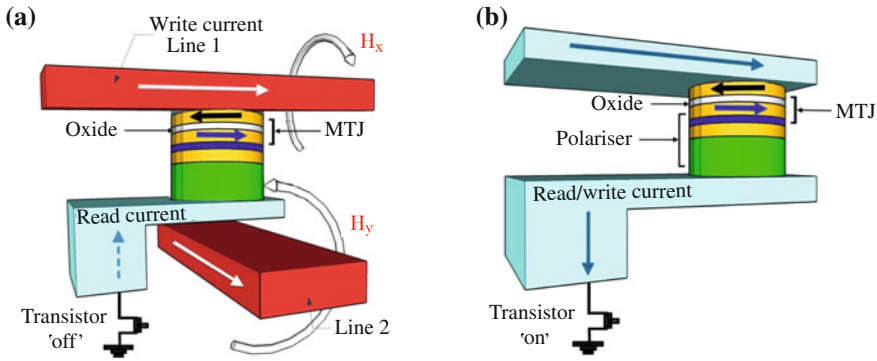 (a)
Write current
Line 1
Hx
Oxide
MTJ
Read current
Hy
Transistor
'off'
Line 2
(b)
Oxide
MTJ
Polariser
Read/write current
Transistor
'on'